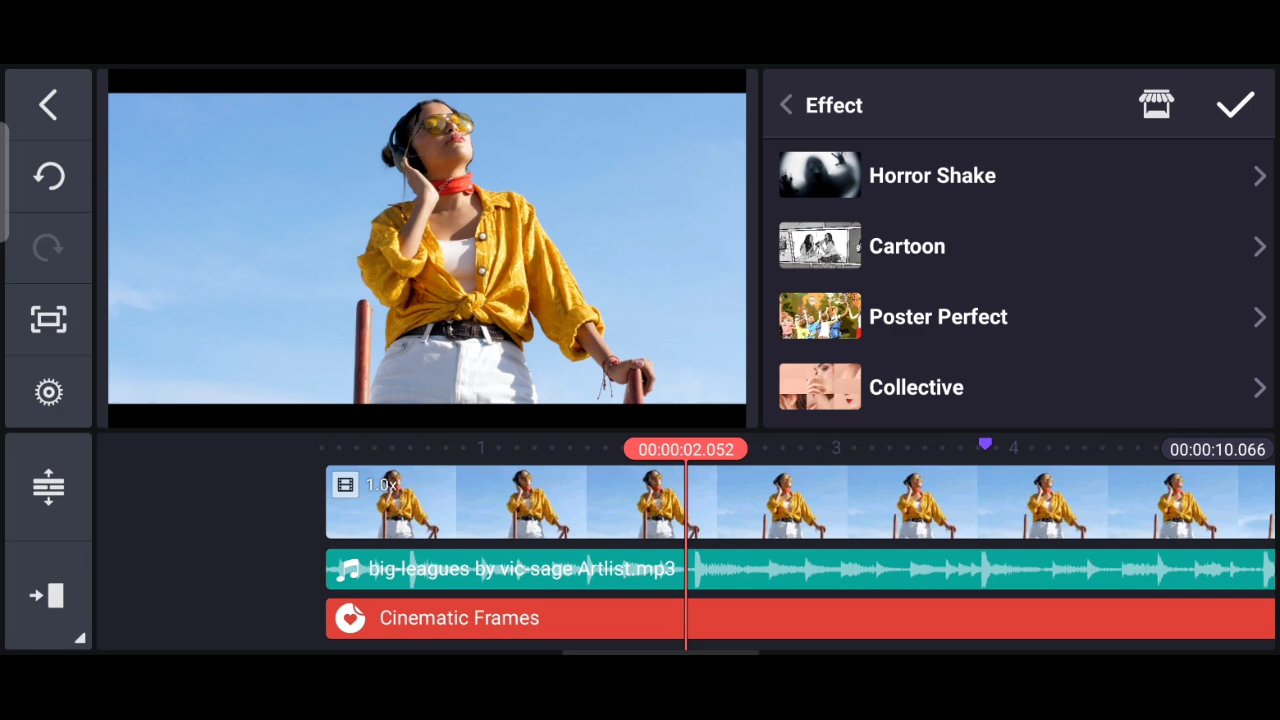 Effect
Horror Shake
Cartoon
Poster Perfect
Collective
1
00:00:02.052
3
4
00:00:10.066
1.0x
big-leagues by vic-sage Artlist.mp3
Cinematic Frames